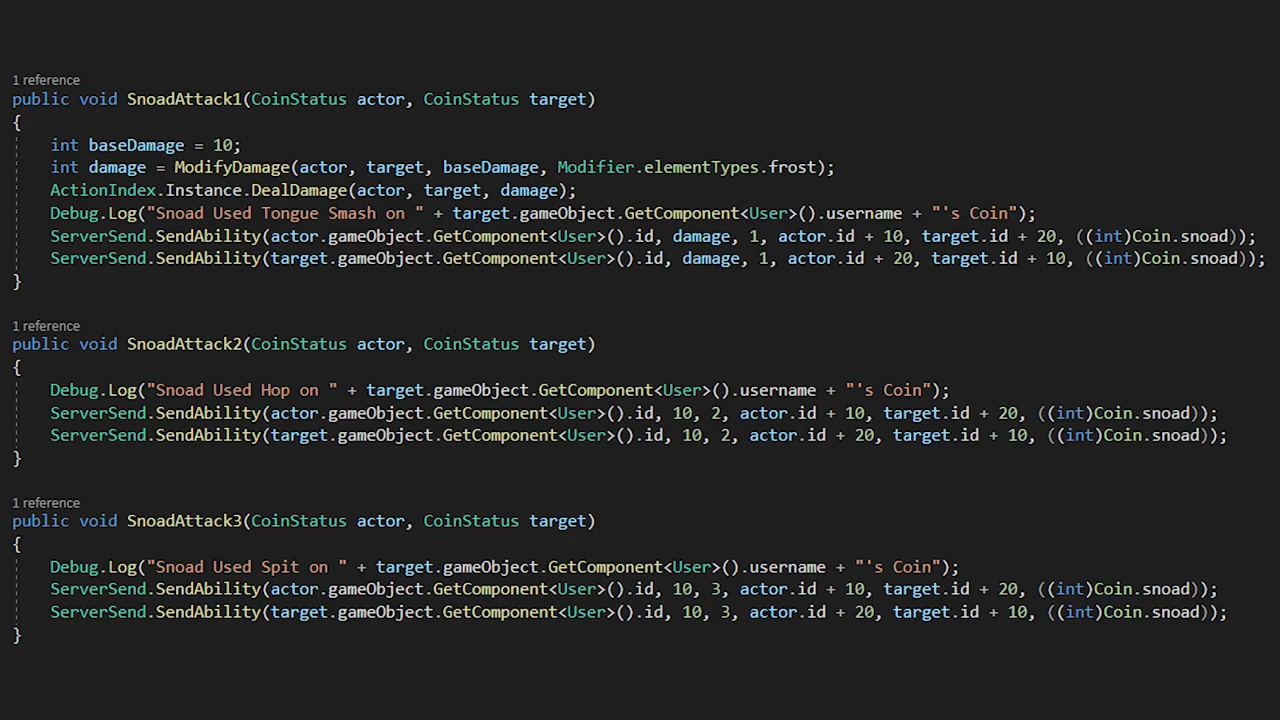 1 reference
public void SnoadAttack1(CoinStatus actor, CoinStatus target)
{
int baseDamage = 10;
int damage = ModifyDamage(actor, target, baseDamage, Modifier.elementTypes.frost);
ActionIndex.Instance.DealDamage(actor, target, damage);
Debug.Log("Snoad Used Tongue Smash on " + target.gameObject.GetComponent<User>().username + "'s Coin");
ServerSend.SendAbility(actor.gameObject.GetComponent<User>().id, damage, 1, actor.id + 10, target.id + 20, ((int)Coin.snoad));
ServerSend.SendAbility(target.gameObject.GetComponent<User>().id, damage, 1, actor.id + 20, target.id + 10, ((int)Coin.snoad));
}
1 reference
public void SnoadAttack2(CoinStatus actor, CoinStatus target)
{
Debug.Log("Snoad Used Hop on " + target.gameObject.GetComponent<User>().username + "'s Coin");
ServerSend.SendAbility(actor.gameObject.GetComponent<User>().id, 10, 2, actor.id + 10, target.id + 20, ((int)Coin.snoad));
ServerSend.SendAbility(target.gameObject.GetComponent<User>().id, 10, 2, actor.id + 20, target.id + 10, ((int)Coin.snoad));
}
1 reference
public void SnoadAttack3(CoinStatus actor, CoinStatus target)
{
Debug.Log("Snoad Used Spit on " + target.gameObject.GetComponent<User>().username + "'s Coin");
ServerSend.SendAbility(actor.gameObject.GetComponent<User>().id, 10, 3, actor.id + 10, target.id + 20, ((int)Coin.snoad));
ServerSend.SendAbility(target.gameObject.GetComponent<User>().id, 10, 3, actor.id + 20, target.id + 10, ((int)Coin.snoad));
}